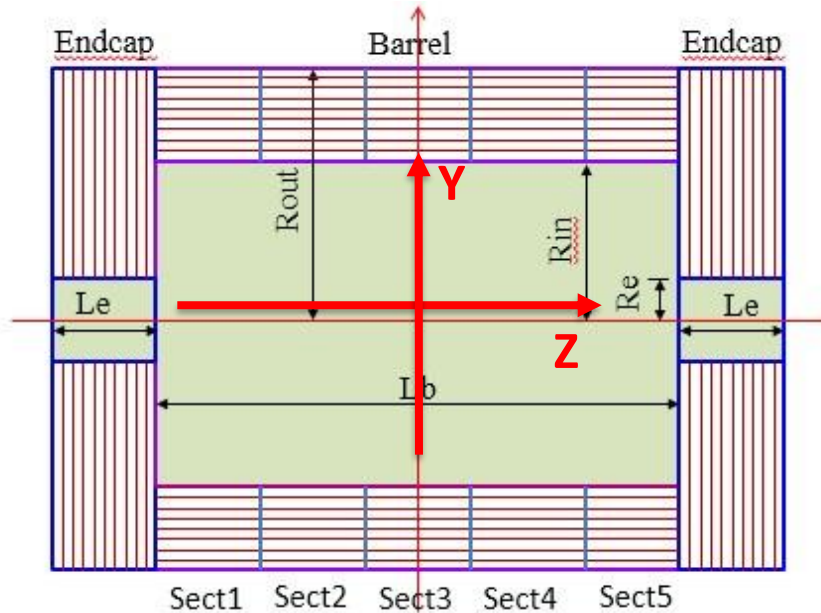 Endcap Barrel Endcap
Y
Rout
Rin
Re
Le
Le
Z
Lb
Sect1 Sect2 Sect3 Sect4 Sect5